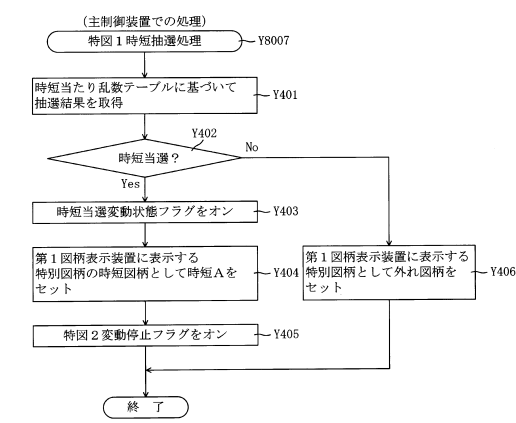 (主制御装置での処理)
特図1時短抽選処理
Y8007
時短当たり乱数テーブルに基づいて
抽選結果を取得
Y401
Y402
時短当選?
No
Yes
時短当選変動状態フラグをオン
Y403
第1図柄表示装置に表示する
特別図柄の時短図柄として時短Aを
セット
Y404
第1図柄表示装置に表示する
特別図柄として外れ図柄を
セット
Y406
特図2変動停止フラグをオン
Y405
終 了